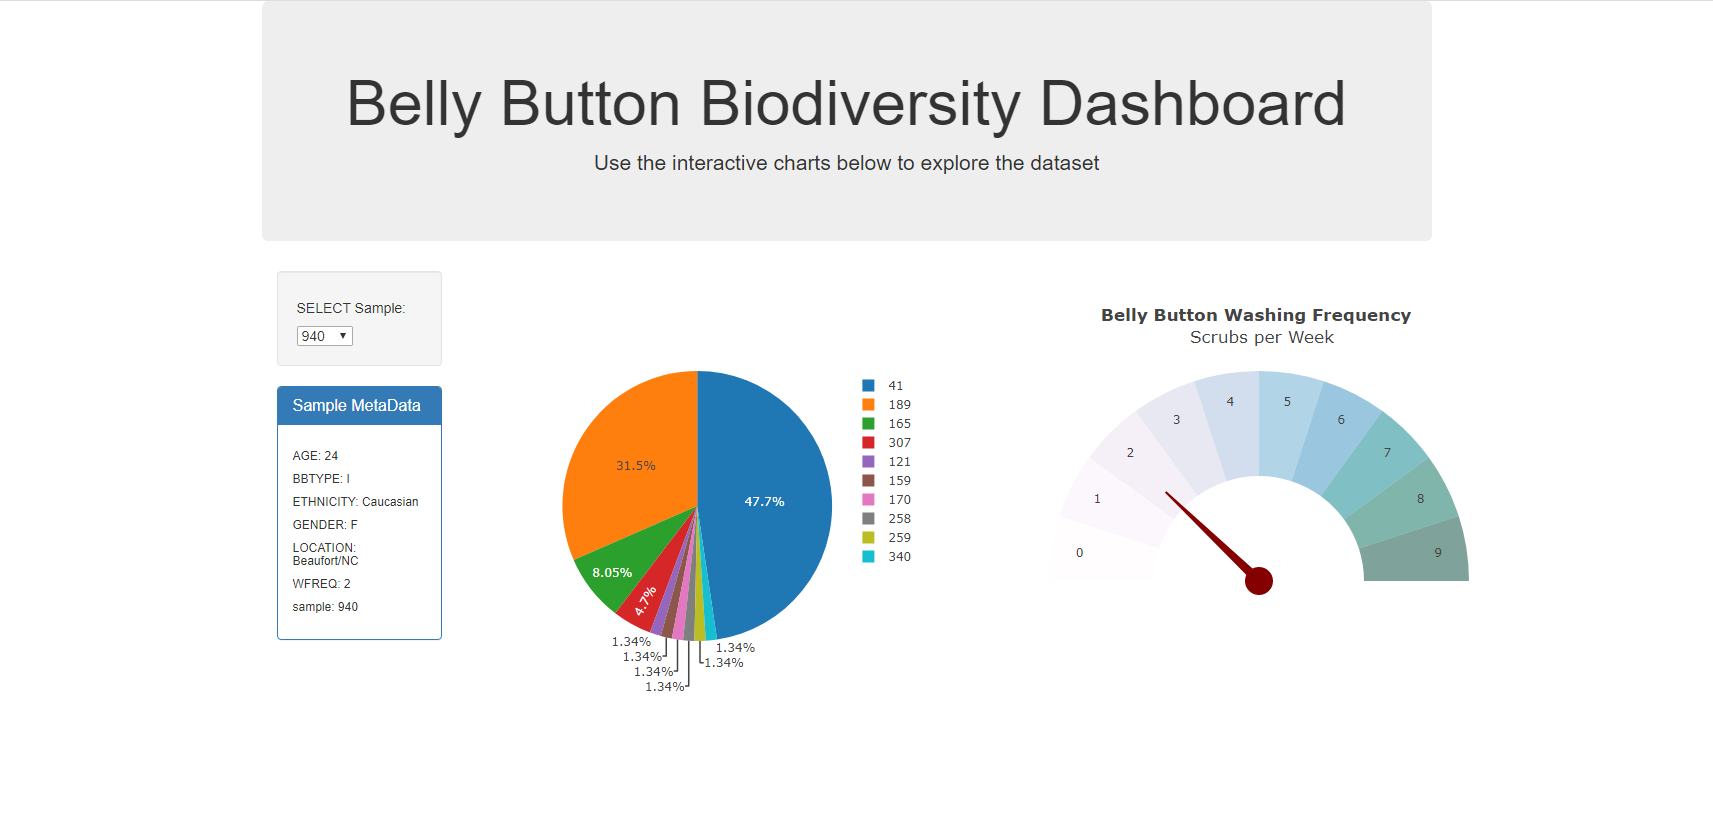 Belly Button Biodiversity Dashboard
Use the interactive charts below to explore the dataset
SELECT Sample:
940
Sample MetaData
AGE: 24
BBTYPE: I
ETHNICITY: Caucasian
GENDER: F
LOCATION:
Beaufort/NC
WFREQ: 2
sample: 940
47.7%
31.5%
8.05%
4.7%
1.34%
1.34%
1.34%
1.34%
1.34%
1.34%
41
189
165
307
121
159
170
258
259
340
Belly Button Washing Frequency
Scrubs per Week
0
1
2
3
4
5
6
7
8
9